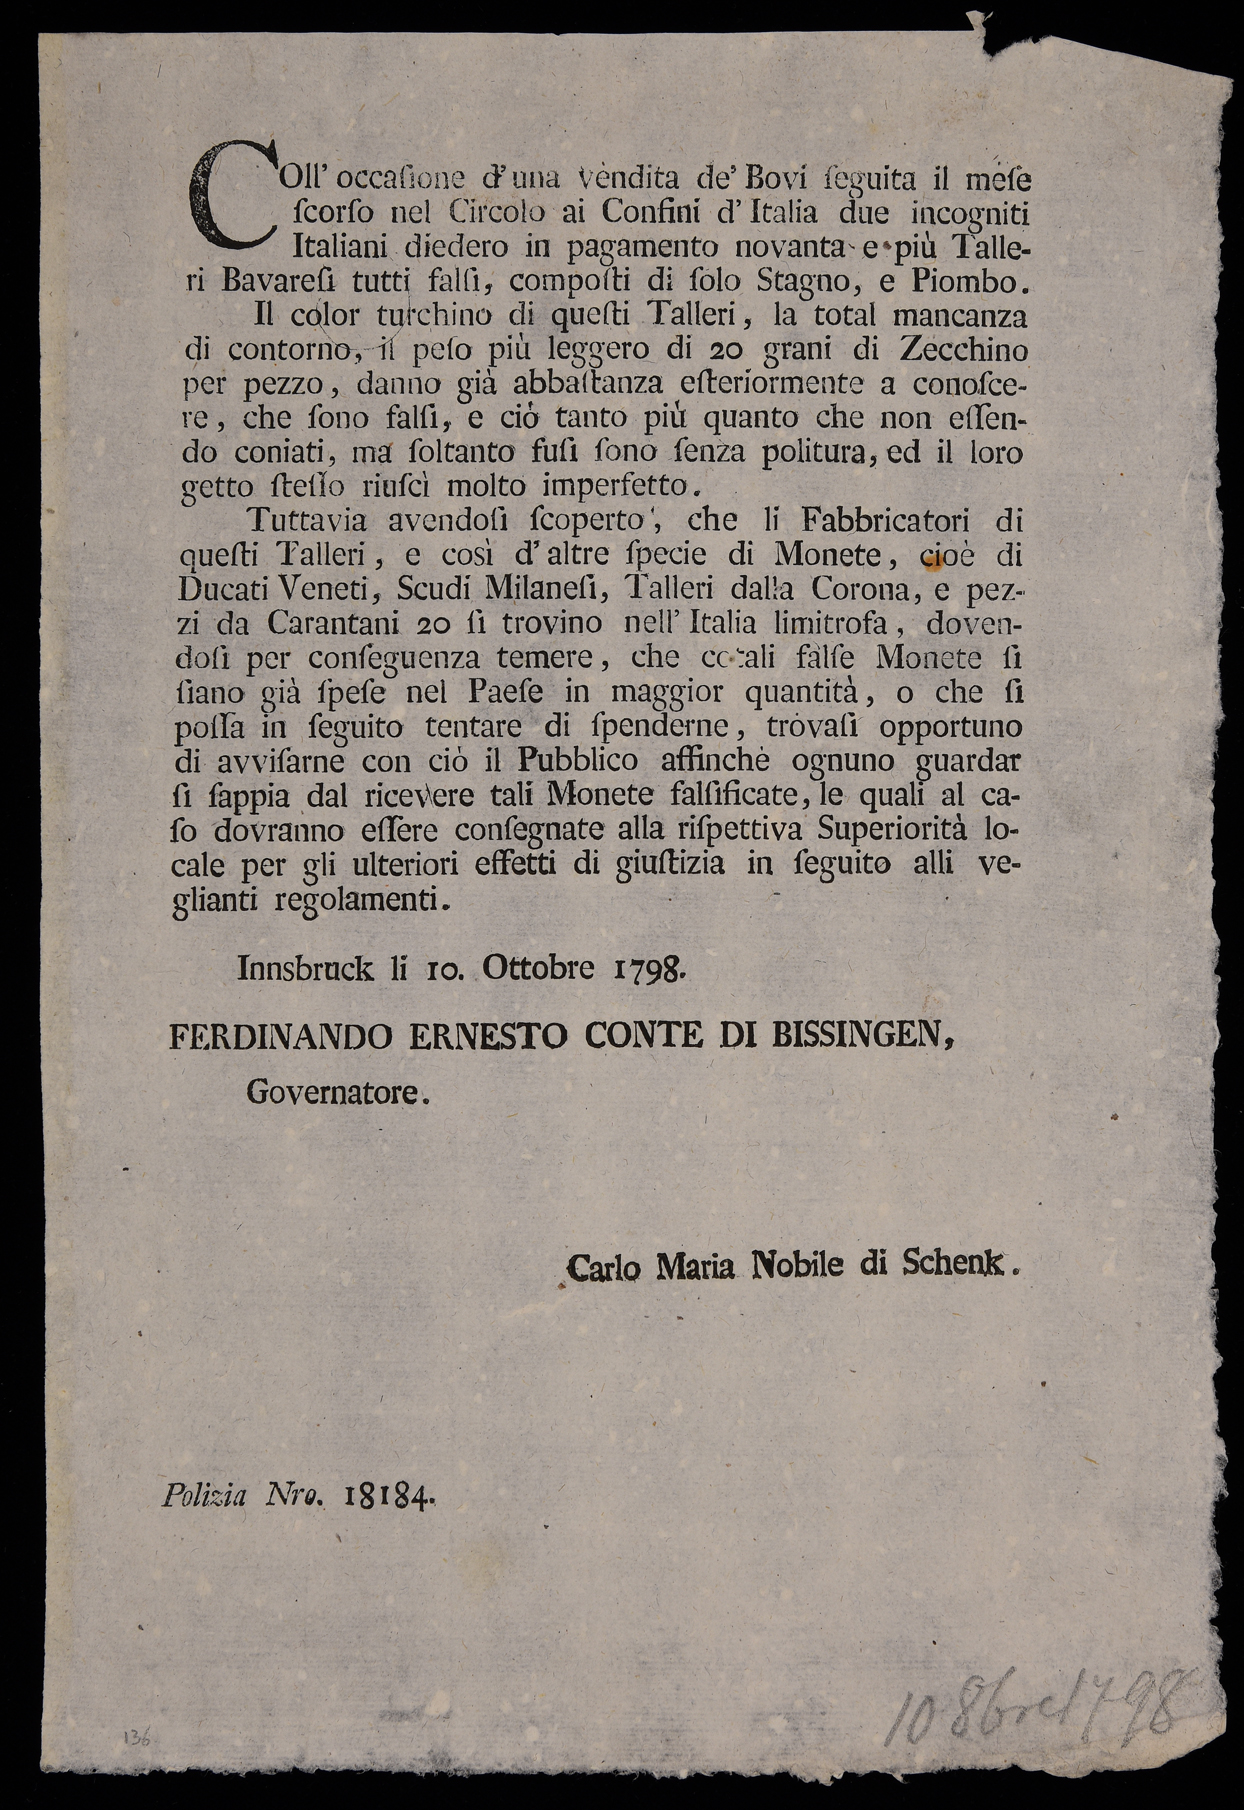 COll' occaſione d' una vendita de' Bovi ſeguita il meſe
ſcorſo nel Circolo ai Confini d' Italia due incogniti
Italiani diedero in pagamento novanta e più Talle-
ri Bavareſi tutti falſi, compoſti di ſolo Stagno, e Piombo.
Il color turchino di queſti Talleri, la total mancanza
di contorno, il peſo più leggero di 20 grani di Zecchino
per pezzo, danno già abbaſtanza eſteriormente a conoſce-
re, che ſono falſi, e ciò tanto più quanto che non eſſen-
do coniati, ma ſoltanto fuſi ſono ſenza politura, ed il loro
getto ſteſſo riuſcì molto imperfetto.
Tuttavia avendoſi ſcoperto, che li Fabbricatori di
queſti Talleri, e così d' altre ſpecie di Monete, cioè di
Ducati Veneti, Scudi Milaneſi, Talleri dalla Corona, e pez-
zi da Carantani 20 ſi trovino nell' Italia limitrofa, doven-
doſi per conſeguenza temere, che cotali falſe Monete ſi
ſiano già ſpeſe nel Paeſe in maggior quantità, o che ſi
poſſa in ſeguito tentare di ſpenderne, trovaſi opportuno
di avviſarne con ciò il Pubblico affinchè ognuno guardar
ſi ſappia dal ricevere tali Monete falſificate, le quali al ca-
ſo dovranno eſſere conſegnate alla riſpettiva Superiorità lo-
cale per gli ulteriori effetti di giuſtizia in ſeguito alli ve-
glianti regolamenti.
Innsbruck li 10. Ottobre 1798.
FERDINANDO ERNESTO CONTE DI BISSINGEN,
Governatore.
Carlo Maria Nobile di Schenk.
Polizia Nro. 18184.
10 8bre 1798
136